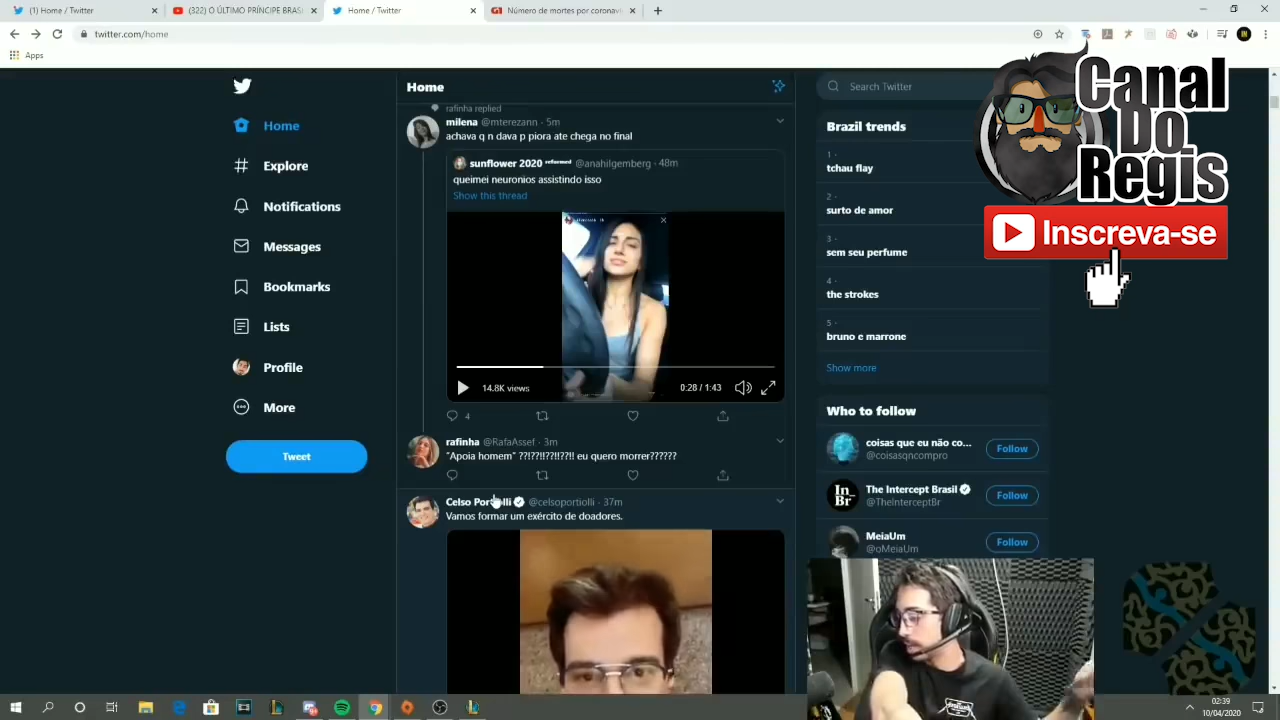 (1) Home / Twitter
(322) O ÚLTIMO PRÍNCIPE BRAS
Home / Twitter
Número de mortes por coronaví
twitter.com/home
Apps
Home
Explore
Notifications
Messages
Bookmarks
Lists
Profile
More
Tweet
Home
rafinha replied
milena @mterezann · 5m
achava q n dava p piora ate chega no final
sunflower 2020 reformed @anahilgemberg · 48m
queimei neuronios assistindo isso
Show this thread
14.8K views
0:28 / 1:43
4
rafinha @RafaAssef · 3m
"Apoia homem" ??!??!!??!!??!! eu quero morrer??????
Celso Portiolli @celsoportiolli · 37m
Vamos formar um exército de doadores.
Search Twitter
Brazil trends
1 ·
tchau flay
2 ·
surto de amor
3 ·
sem seu perfume
4 ·
the strokes
5 ·
bruno e marrone
Show more
Who to follow
coisas que eu não co...
@coisasqncompro
Follow
The Intercept Brasil
@TheInterceptBr
Follow
MeiaUm
@oMeiaUm
Follow
Canal
Do
Regis
Inscreva-se
02:39
10/04/2020